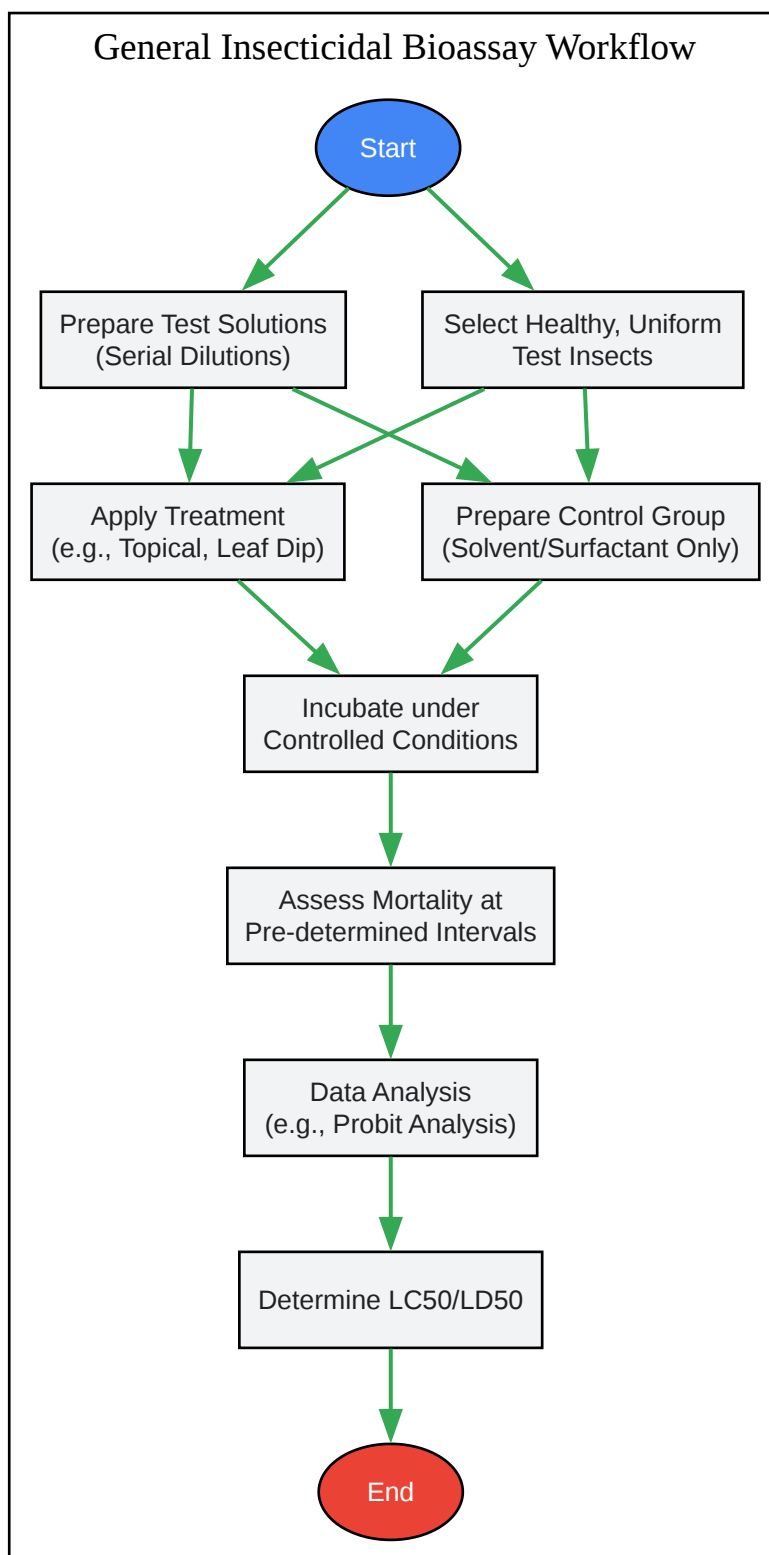 General Insecticidal Bioassay Workflow
Start
Prepare Test Solutions
(Serial Dilutions)
Select Healthy, Uniform
Test Insects
Apply Treatment
(e.g., Topical, Leaf Dip)
Prepare Control Group
(Solvent/Surfactant Only)
Incubate under
Controlled Conditions
Assess Mortality at
Pre-determined Intervals
Data Analysis
(e.g., Probit Analysis)
Determine LC50/LD50
End